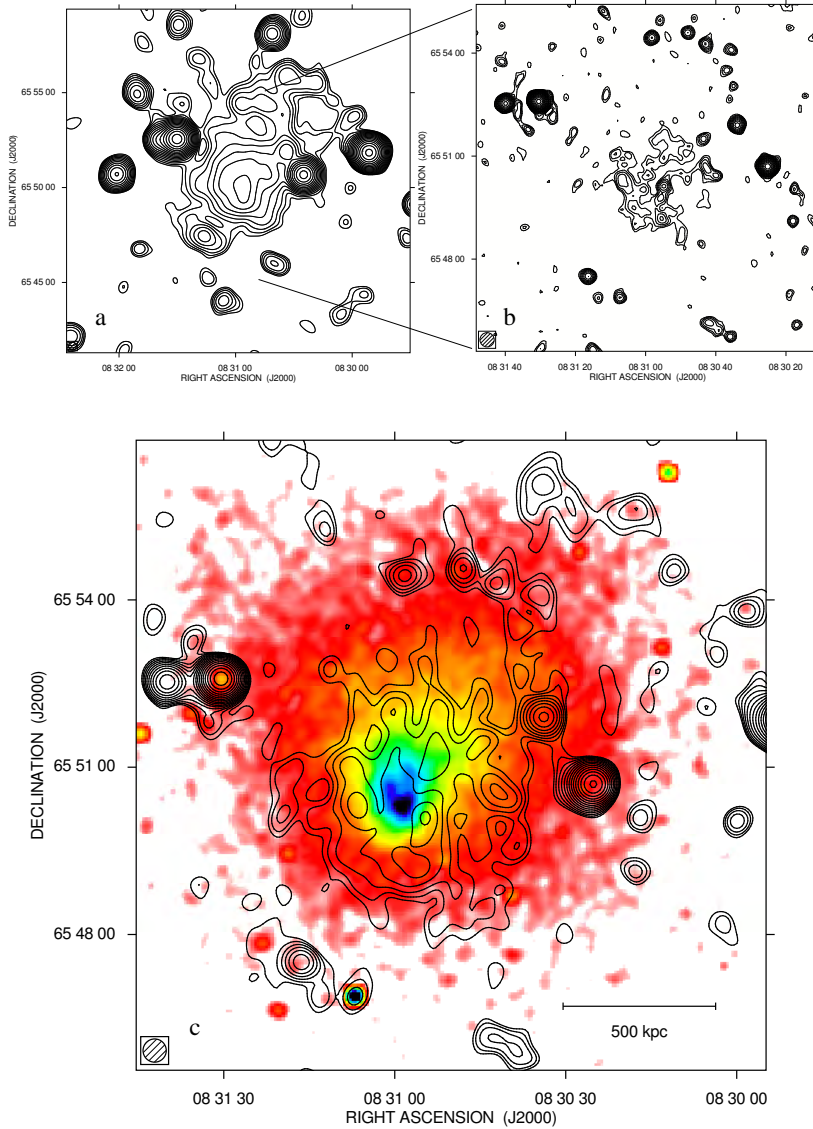 65 55 00
65 50 00
65 45 00
DECLINATION (J2000)
a
08 32 00
08 31 00
08 30 00
RIGHT ASCENSION (J2000)
65 54 00
65 51 00
65 48 00
DECLINATION (J2000)
b
08 31 40
08 31 20
08 31 00
08 30 40
08 30 20
RIGHT ASCENSION (J2000)
65 54 00
65 51 00
65 48 00
DECLINATION (J2000)
c
500 kpc
08 31 30
08 31 00
08 30 30
08 30 00
RIGHT ASCENSION (J2000)